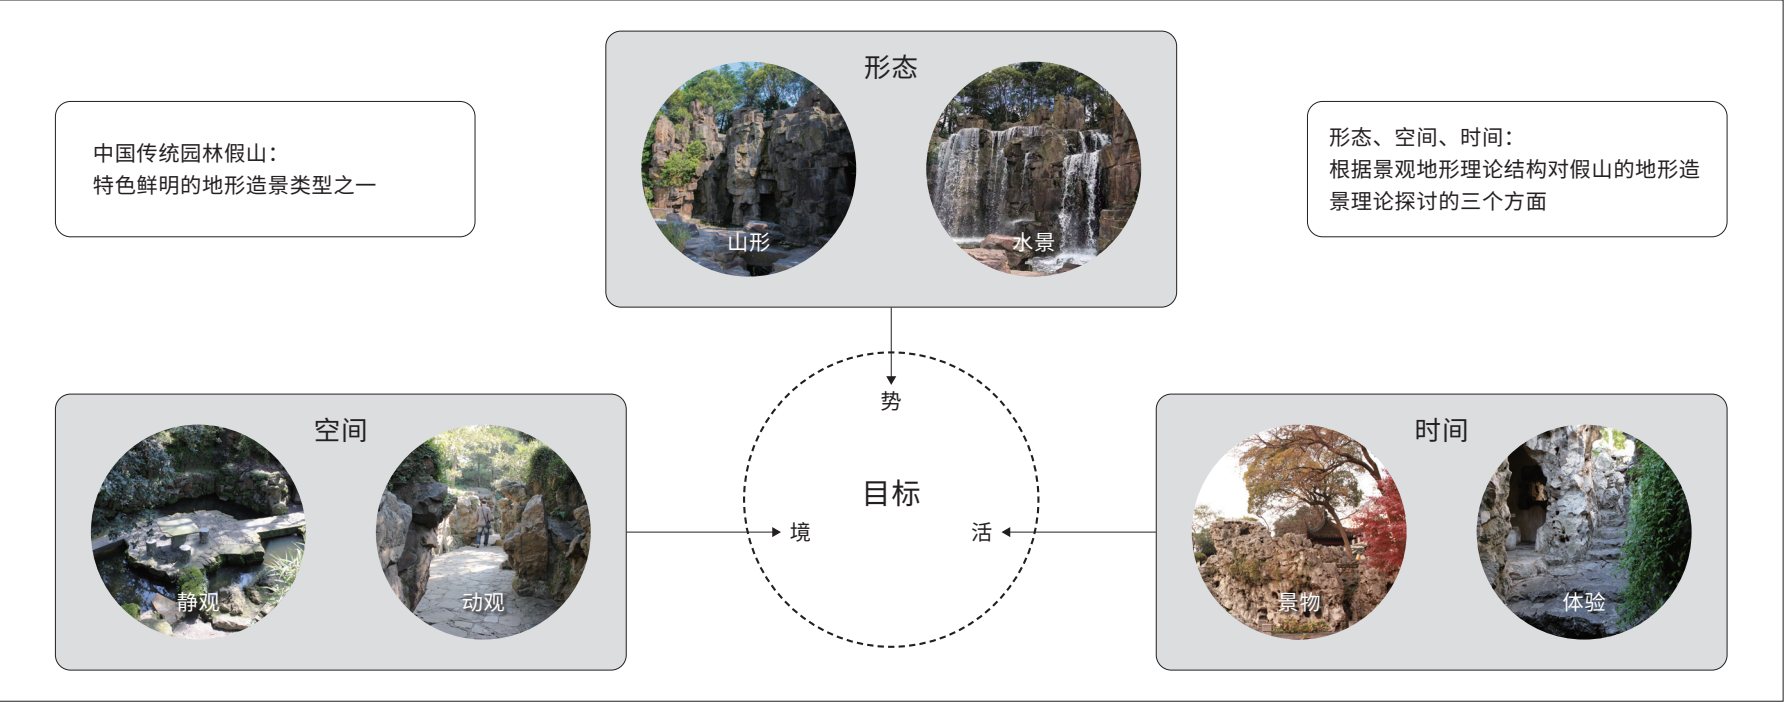 形态
山形
水景
中国传统园林假山：
特色鲜明的地形造景类型之一
形态、空间、时间：
根据景观地形理论结构对假山的地形造
景理论探讨的三个方面
势
目标
境
活
空间
静观
动观
时间
景物
体验